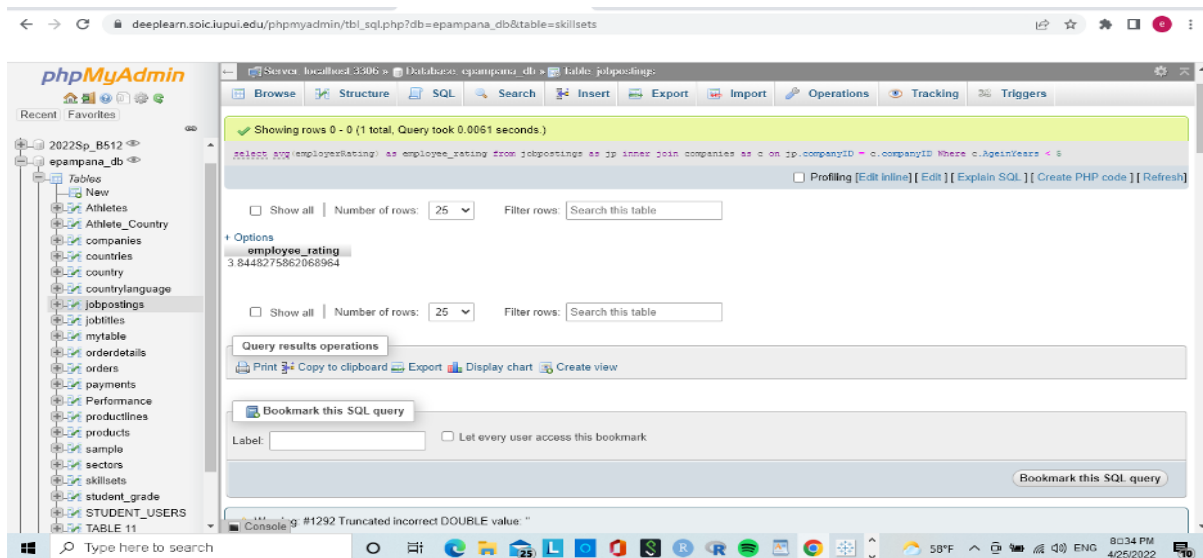 deeplearn.soic.iupui.edu/phpmyadmin/tbl_sql.php?db=epampana_db&table=skillsets
e
phpMyAdmin
Recent Favorites
2022Sp_B512
epampana_db
Tables
New
Athletes
Athlete_Country
companies
countries
country
countrylanguage
jobpostings
jobtitles
mytable
orderdetails
orders
payments
Performance
productlines
products
sample
sectors
skillsets
student_grade
STUDENT_USERS
TABLE 11
Server: localhost:3306 » Database: epampana_db » Table: jobpostings
Browse Structure SQL Search Insert Export Import Operations Tracking Triggers
Showing rows 0 - 0 (1 total, Query took 0.0061 seconds.)
select avg(employerRating) as employee_rating from jobpostings as jp inner join companies as c on jp.companyID = c.companyID Where c.AgeinYears <
Profiling [Edit inline] [ Edit ] [ Explain SQL ] [ Create PHP code ] [ Refresh]
Show all | Number of rows: 25 Filter rows: Search this table
+ Options
employee_rating
3.8448275862068964
Show all | Number of rows: 25 Filter rows: Search this table
Query results operations
Print Copy to clipboard Export Display chart Create view
Bookmark this SQL query
Label: Let every user access this bookmark
Bookmark this SQL query
#1292 Truncated incorrect DOUBLE value: ''
Console
Type here to search
25
L
S
R
R
58°F
ENG
8:34 PM
4/25/2022